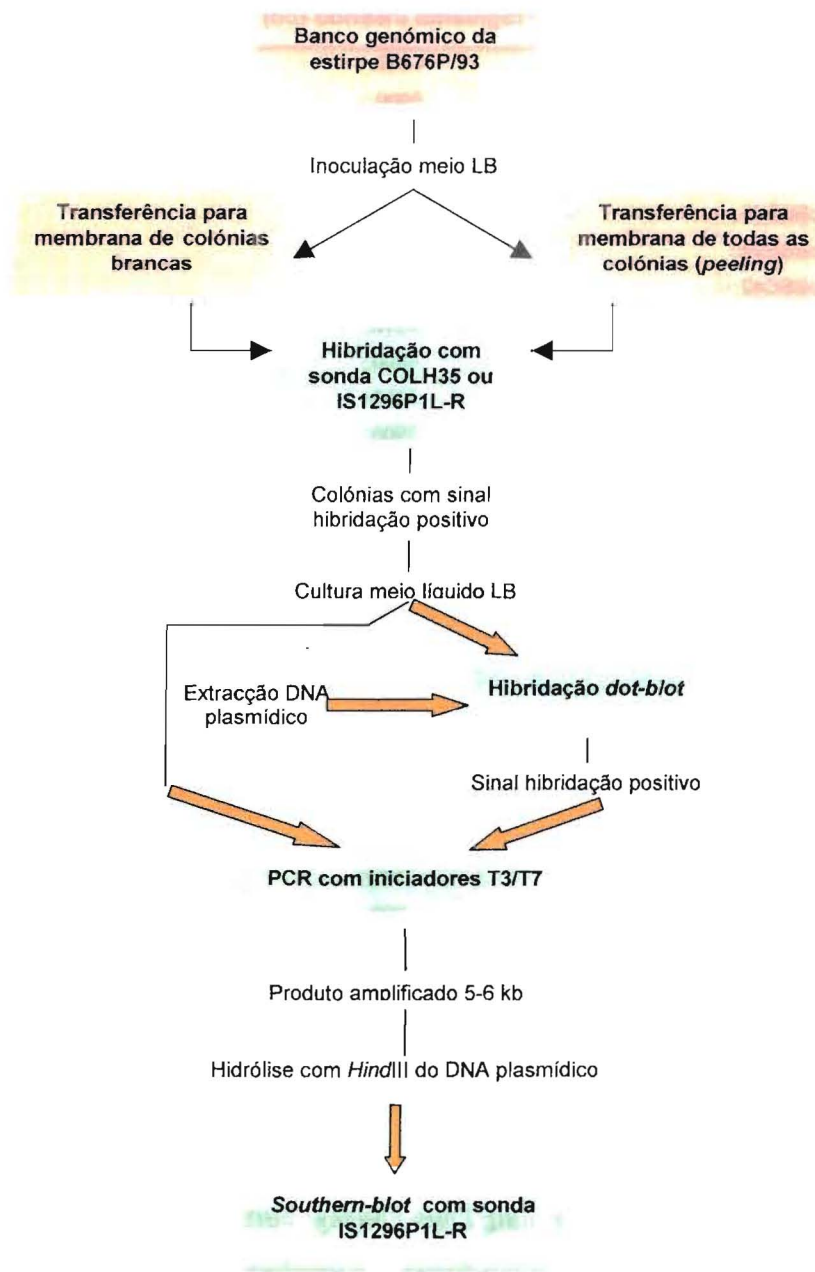 Banco genómico da
estirpe B676P/93
Inoculação meio LB
Transferência para
membrana de colónias
brancas
Transferência para
membrana de todas as
colónias (peeling)
Hibridação com
sonda COLH35 ou
IS1296P1L-R
Colónias com sinal
hibridação positivo
Cultura meio líquido LB
Extracção DNA
plasmídico
Hibridação dot-blot
Sinal hibridação positivo
PCR com iniciadores T3/T7
Produto amplificado 5-6 kb
Hidrólise com HindIII do DNA plasmídico
Southern-blot com sonda
IS1296P1L-R